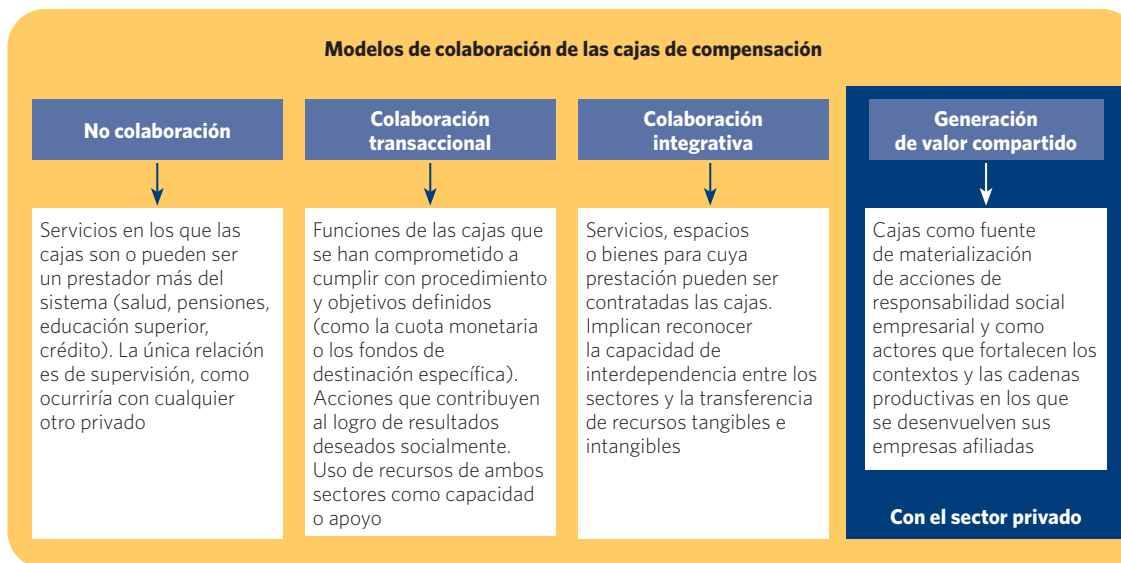 Modelos de colaboración de las cajas de compensación
No colaboración
Servicios en los que las
cajas son o pueden ser
un prestador más del
sistema (salud, pensiones,
educación superior,
crédito). La única relación
es de supervisión, como
ocurriría con cualquier
otro privado
Colaboración
transaccional
Funciones de las cajas que
se han comprometido a
cumplir con procedimiento
y objetivos definidos
(como la cuota monetaria
o los fondos de
destinación específica).
Acciones que contribuyen
al logro de resultados
deseados socialmente.
Uso de recursos de ambos
sectores como capacidad
o apoyo
Colaboración
integrativa
Servicios, espacios
o bienes para cuya
prestación pueden ser
contratadas las cajas.
Implican reconocer
la capacidad de
interdependencia entre los
sectores y la transferencia
de recursos tangibles e
intangibles
Generación
de valor compartido
Cajas como fuente
de materialización
de acciones de
responsabilidad social
empresarial y como
actores que fortalecen los
contextos y las cadenas
productivas en los que
se desenvuelven sus
empresas afiliadas
Con el sector privado